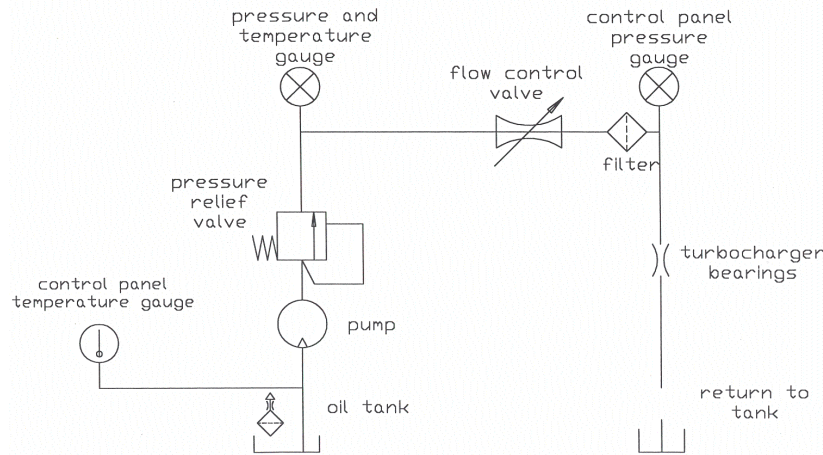 pressure and
temperature
gauge
control panel
pressure
gauge
flow control
valve
filter
pressure
relief
valve
turbocharger
bearings
control panel
temperature gauge
pump
oil tank
return to
tank